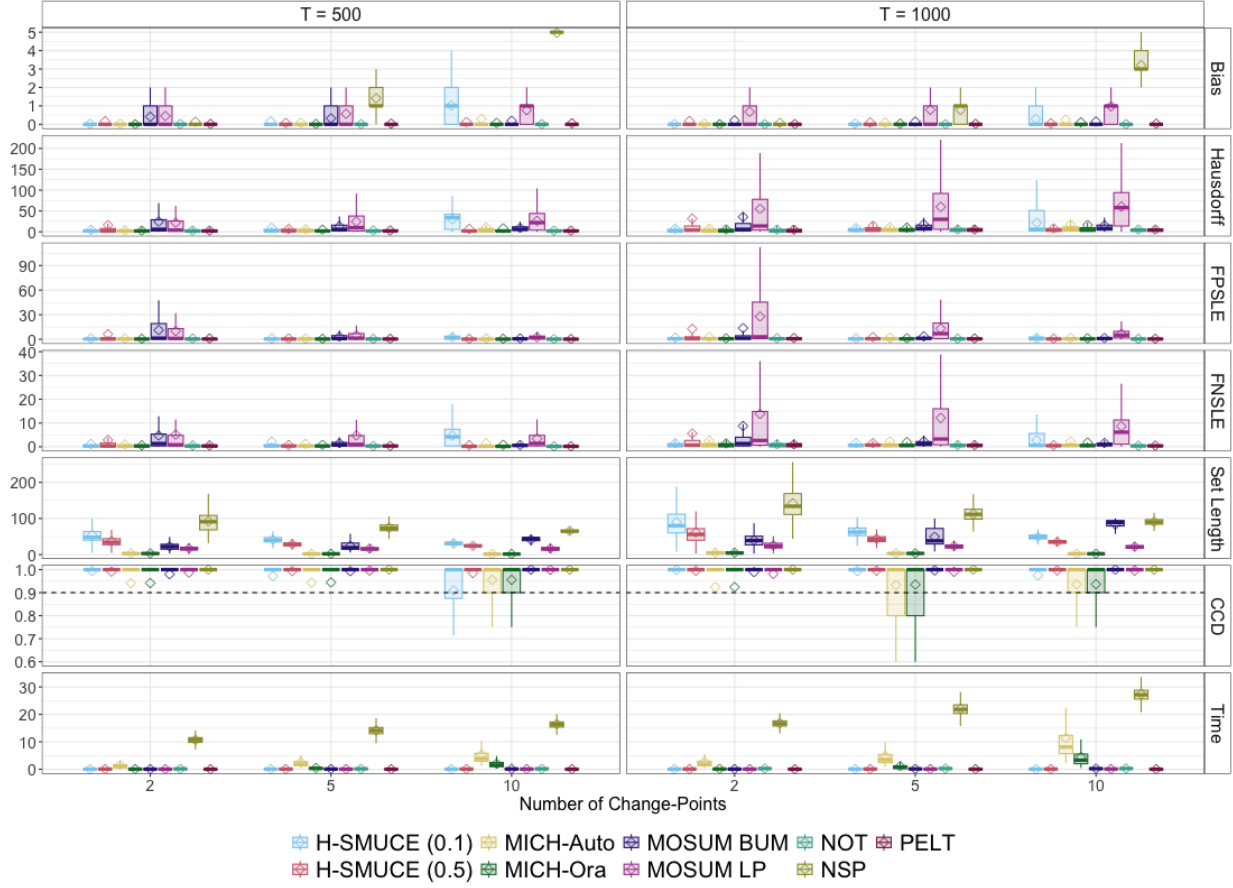 T = 500 T = 1000
5
4
3
2
1
0
Bias
200
150
100
50
0
Hausdorff
90
60
30
0
FPSLE
40
30
20
10
0
FNSLE
200
100
0
Set Length
1.0
0.9
0.8
0.7
0.6
CCD
30
20
10
0
Time
2 5 10 2 5 10
Number of Change-Points
H-SMUCE (0.1) MICH-Auto MOSUM BUM NOT PELT
H-SMUCE (0.5) MICH-Ora MOSUM LP NSP